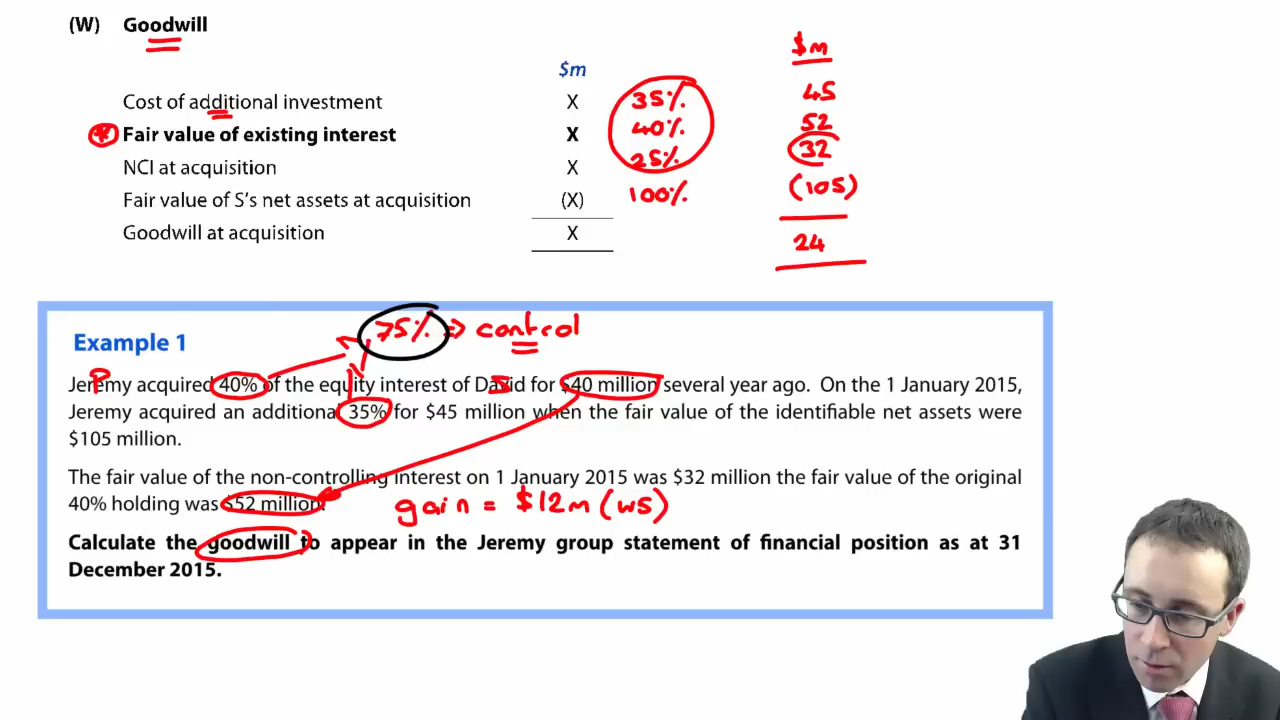 (W) Goodwill
$m
$m
Cost of additional investment X 35% 45
Fair value of existing interest X 40% 52
NCI at acquisition X 25% 32
Fair value of S's net assets at acquisition (X) 100% (105)
Goodwill at acquisition X 24
75% => control
Example 1
P
S
Jeremy acquired 40% of the equity interest of David for $40 million several year ago. On the 1 January 2015,
Jeremy acquired an additional 35% for $45 million when the fair value of the identifiable net assets were
$105 million.
The fair value of the non-controlling interest on 1 January 2015 was $32 million the fair value of the original
40% holding was $52 million.
gain = $12m (W5)
Calculate the goodwill to appear in the Jeremy group statement of financial position as at 31
December 2015.